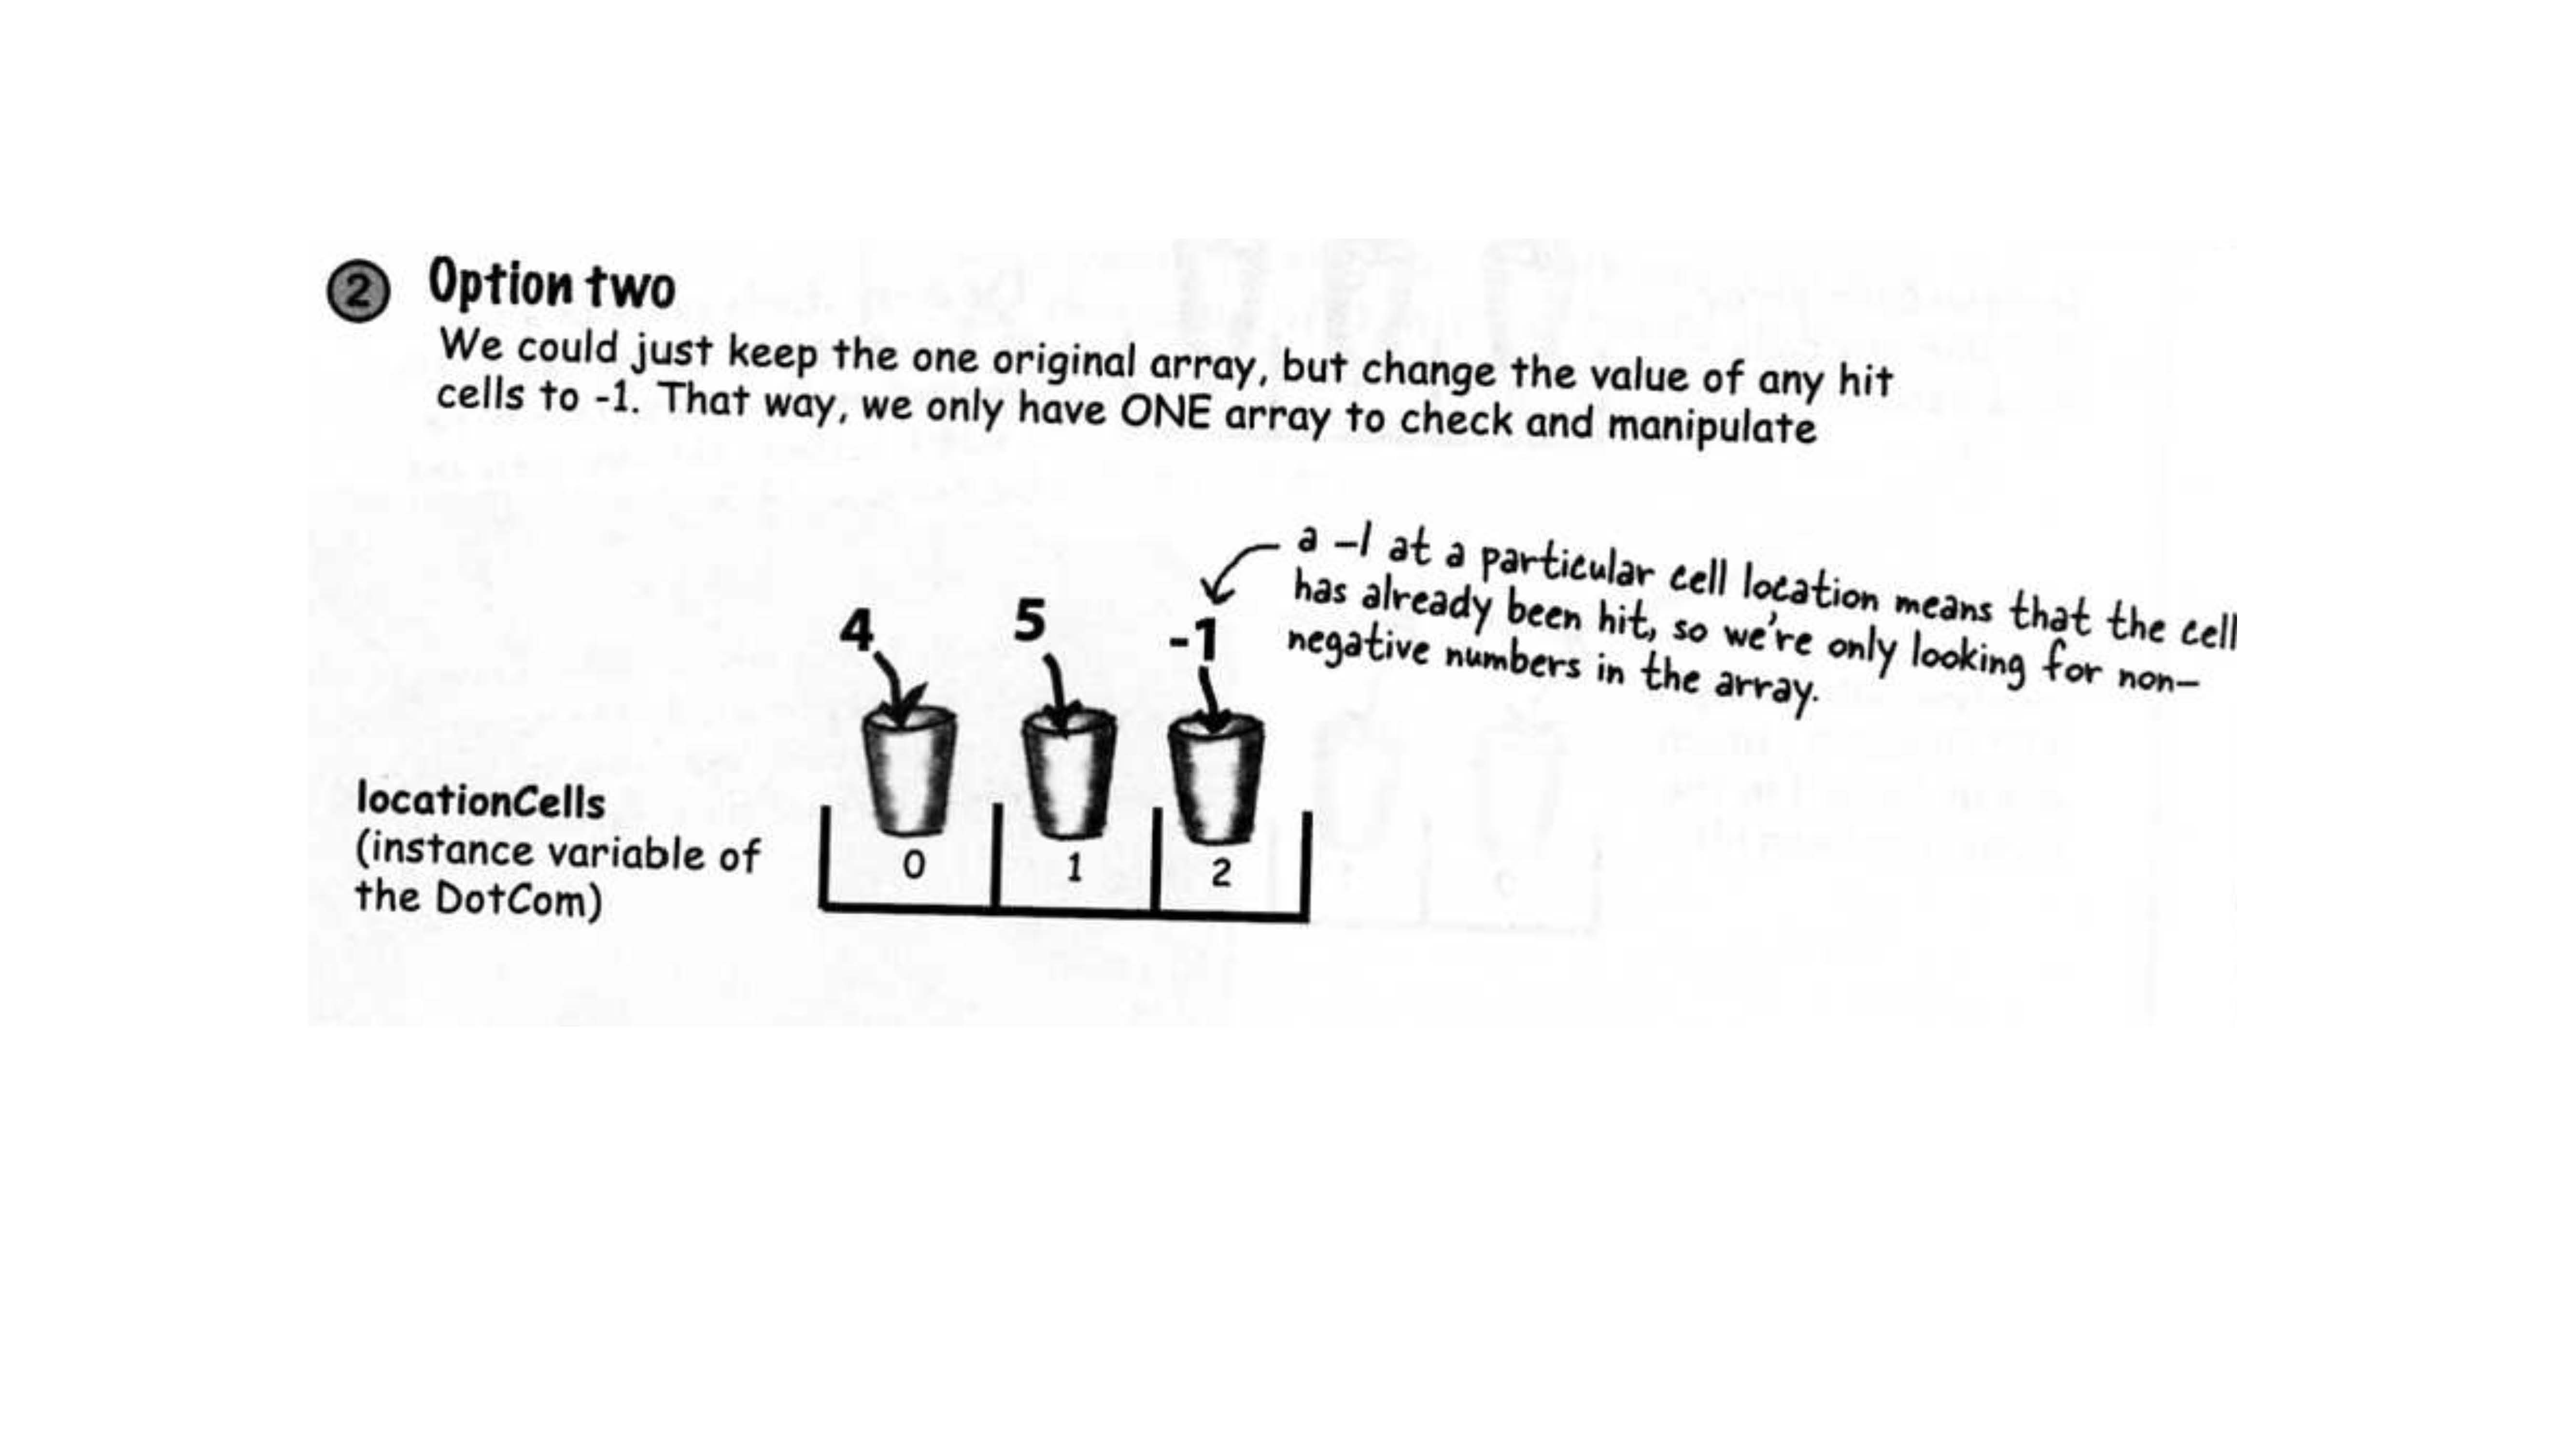 2 Option two
We could just keep the one original array, but change the value of any hit
cells to -1. That way, we only have ONE array to check and manipulate
a -1 at a particular cell location means that the cell
has already been hit, so we're only looking for non-
negative numbers in the array.
4 5 -1
locationCells
(instance variable of
the DotCom)
0 1 2